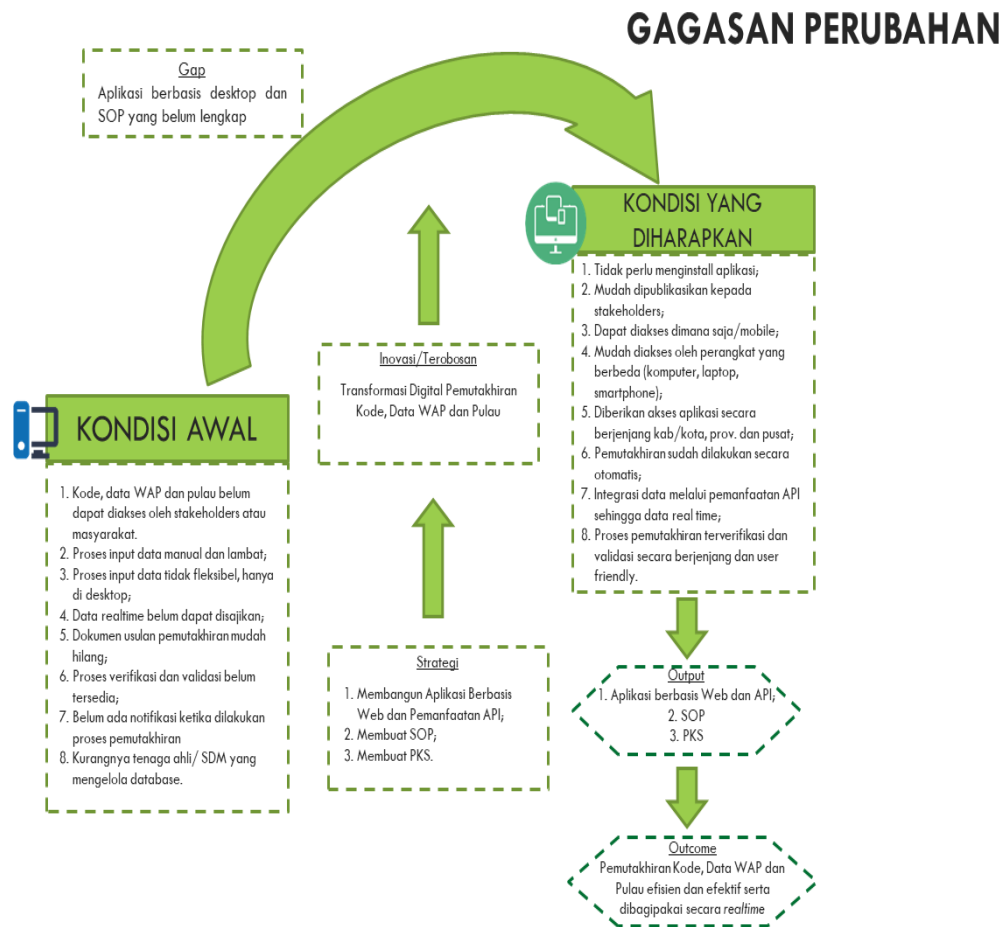 GAGASAN PERUBAHAN
Gap
Aplikasi berbasis desktop dan
SOP yang belum lengkap
KONDISI AWAL
1. Kode, data WAP dan pulau belum
dapat diakses oleh stakeholders atau
masyarakat.
2. Proses input data manual dan lambat;
3. Proses input data tidak fleksibel, hanya
di desktop;
4. Data realtime belum dapat disajikan;
5. Dokumen usulan pemutakhiran mudah
hilang;
6. Proses verifikasi dan validasi belum
tersedia;
7. Belum ada notifikasi ketika dilakukan
proses pemutakhiran
8. Kurangnya tenaga ahli/ SDM yang
mengelola database.
Inovasi/Terobosan
Transformasi Digital Pemutakhiran
Kode, Data WAP dan Pulau
Strategi
1. Membangun Aplikasi Berbasis
Web dan Pemanfaatan API;
2. Membuat SOP;
3. Membuat PKS.
KONDISI YANG
DIHARAPKAN
1. Tidak perlu menginstall aplikasi;
2. Mudah dipublikasikan kepada
stakeholders;
3. Dapat diakses dimana saja/mobile;
4. Mudah diakses oleh perangkat yang
berbeda (komputer, laptop,
smartphone);
5. Diberikan akses aplikasi secara
berjenjang kab/kota, prov. dan pusat;
6. Pemutakhiran sudah dilakukan secara
otomatis;
7. Integrasi data melalui pemanfaatan API
sehingga data real time;
8. Proses pemutakhiran terverifikasi dan
validasi secara berjenjang dan user
friendly.
Output
1. Aplikasi berbasis Web dan API;
2. SOP
3. PKS
Outcome
Pemutakhiran Kode, Data WAP dan
Pulau efisien dan efektif serta
dibagipakai secara realtime